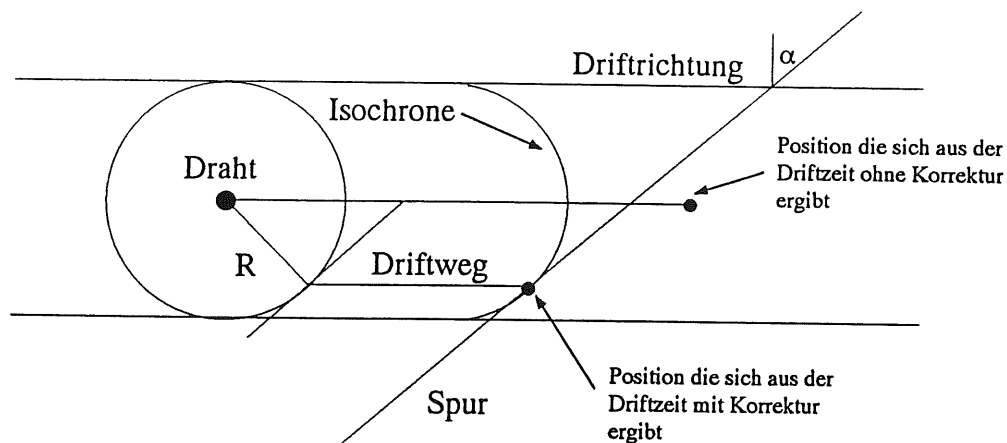 Driftrichtung
α
Isochrone
Position die sich aus der
Driftzeit ohne Korrektur
ergibt
Draht
R
Driftweg
Position die sich aus der
Driftzeit mit Korrektur
ergibt
Spur